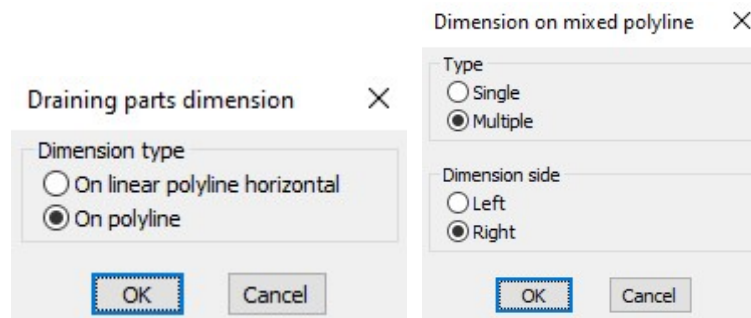 Draining parts dimension
Dimension type
On linear polyline horizontal
On polyline
OK Cancel
Dimension on mixed polyline
Type
Single
Multiple
Dimension side
Left
Right
OK Cancel